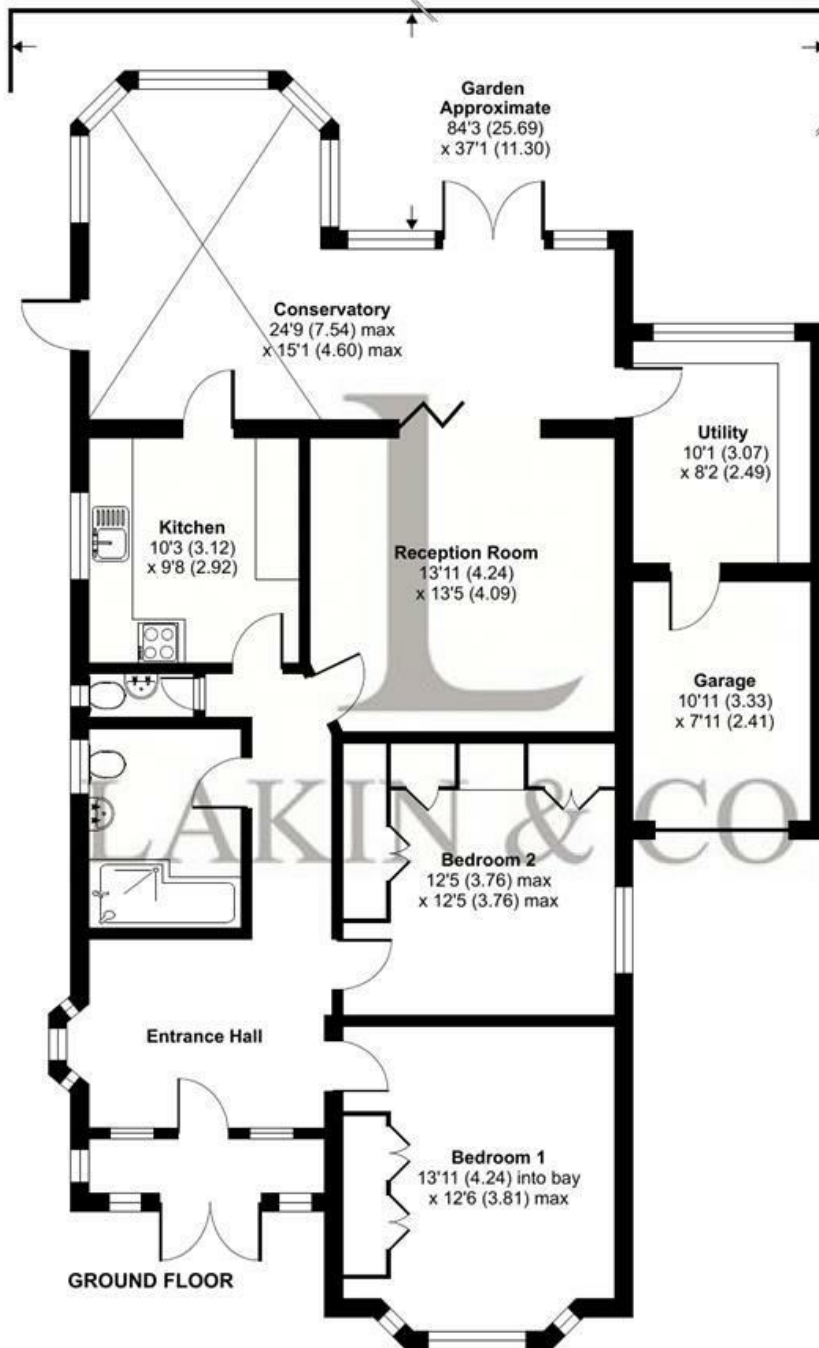 Garden
Approximate
84'3 (25.69)
x 37'1 (11.30)
Conservatory
24'9 (7.54) max
x 15'1 (4.60) max
Utility
10'1 (3.07)
x 8'2 (2.49)
Kitchen
10'3 (3.12)
x 9'8 (2.92)
Reception Room
13'11 (4.24)
x 13'5 (4.09)
Garage
10'11 (3.33)
x 7'11 (2.41)
L
LAKIN & CO
Bedroom 2
12'5 (3.76) max
x 12'5 (3.76) max
Entrance Hall
Bedroom 1
13'11 (4.24) into bay
x 12'6 (3.81) max
GROUND FLOOR